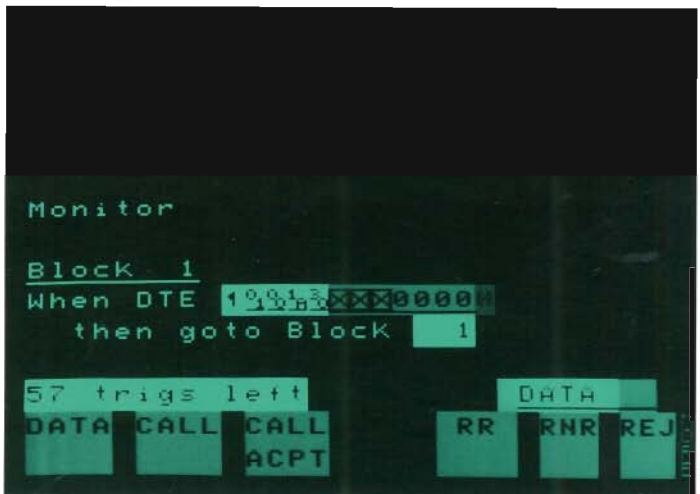 Monitor
Block 1
When DTE
then goto Block 1
57 trigs left DATA
DATA CALL CALL ACPT RR RNR REJ